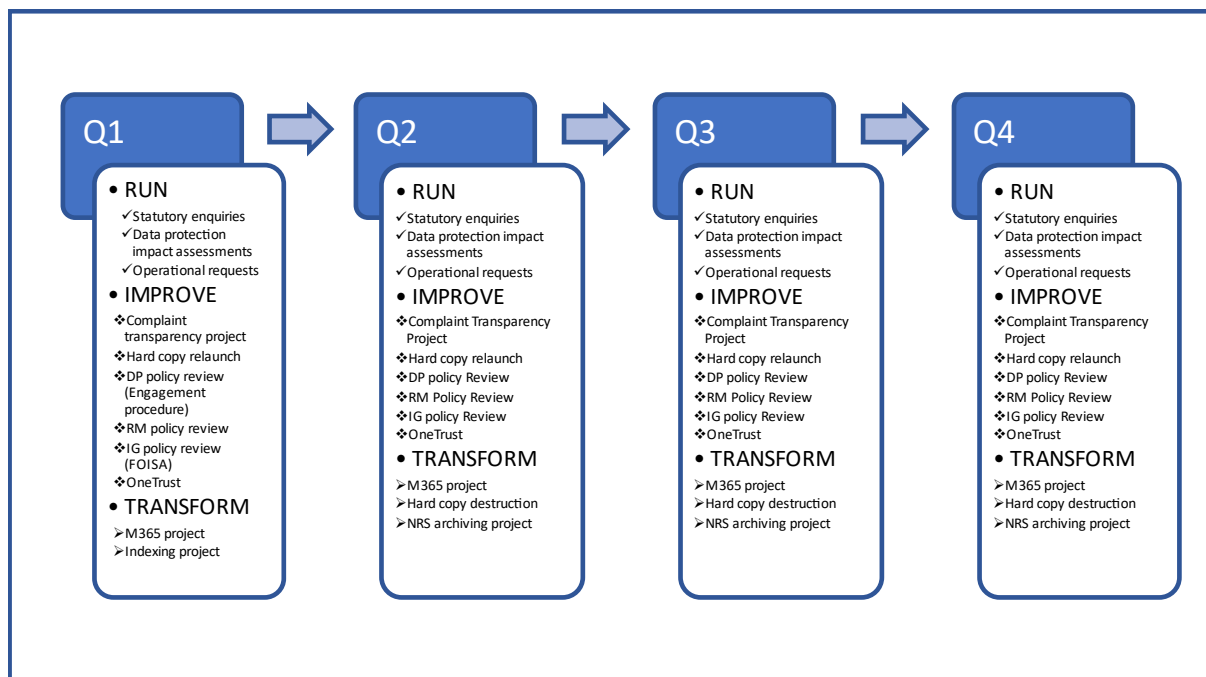 Q1
• RUN
✓Statutory enquiries
✓Data protection
impact assessments
✓Operational requests
• IMPROVE
❖Complaint
transparency project
❖Hard copy relaunch
❖DP policy review
(Engagement
procedure)
❖RM policy review
❖IG policy review
(FOISA)
❖OneTrust
• TRANSFORM
➢M365 project
➢Indexing project
Q2
• RUN
✓Statutory enquiries
✓Data protection impact
assessments
✓Operational requests
• IMPROVE
❖Complaint Transparency
Project
❖Hard copy relaunch
❖DP policy Review
❖RM Policy Review
❖IG policy Review
❖OneTrust
• TRANSFORM
➢M365 project
➢Hard copy destruction
➢NRS archiving project
Q3
• RUN
✓Statutory enquiries
✓Data protection impact
assessments
✓Operational requests
• IMPROVE
❖Complaint Transparency
Project
❖Hard copy relaunch
❖DP policy Review
❖RM Policy Review
❖IG policy Review
❖OneTrust
• TRANSFORM
➢M365 project
➢Hard copy destruction
➢NRS archiving project
Q4
• RUN
✓Statutory enquiries
✓Data protection impact
assessments
✓Operational requests
• IMPROVE
❖Complaint Transparency
Project
❖Hard copy relaunch
❖DP policy Review
❖RM Policy Review
❖IG policy Review
❖OneTrust
• TRANSFORM
➢M365 project
➢Hard copy destruction
➢NRS archiving project